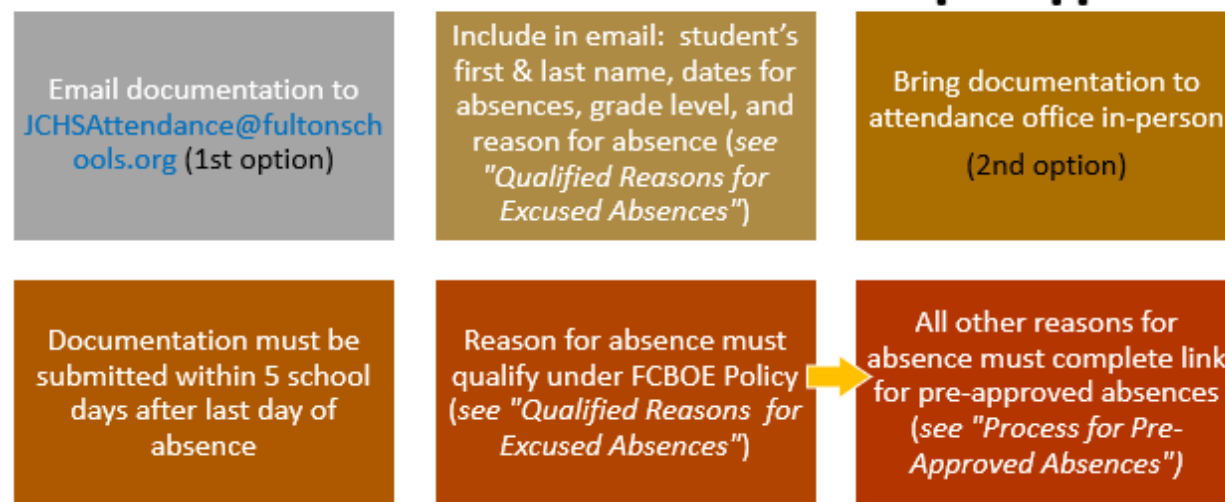 Email documentation to
JCHSAttendance@fultonsch
ools.org (1st option)
Include in email:  student's
first & last name, dates for
absences, grade level, and
reason for absence (see
"Qualified Reasons for
Excused Absences")
Bring documentation to
attendance office in-person
(2nd option)
Documentation must be
submitted within 5 school
days after last day of
absence
Reason for absence must
qualify under FCBOE Policy
(see "Qualified Reasons  for
Excused Absences")
All other reasons for
absence must complete link
for pre-approved absences
(see "Process for Pre-
Approved Absences")